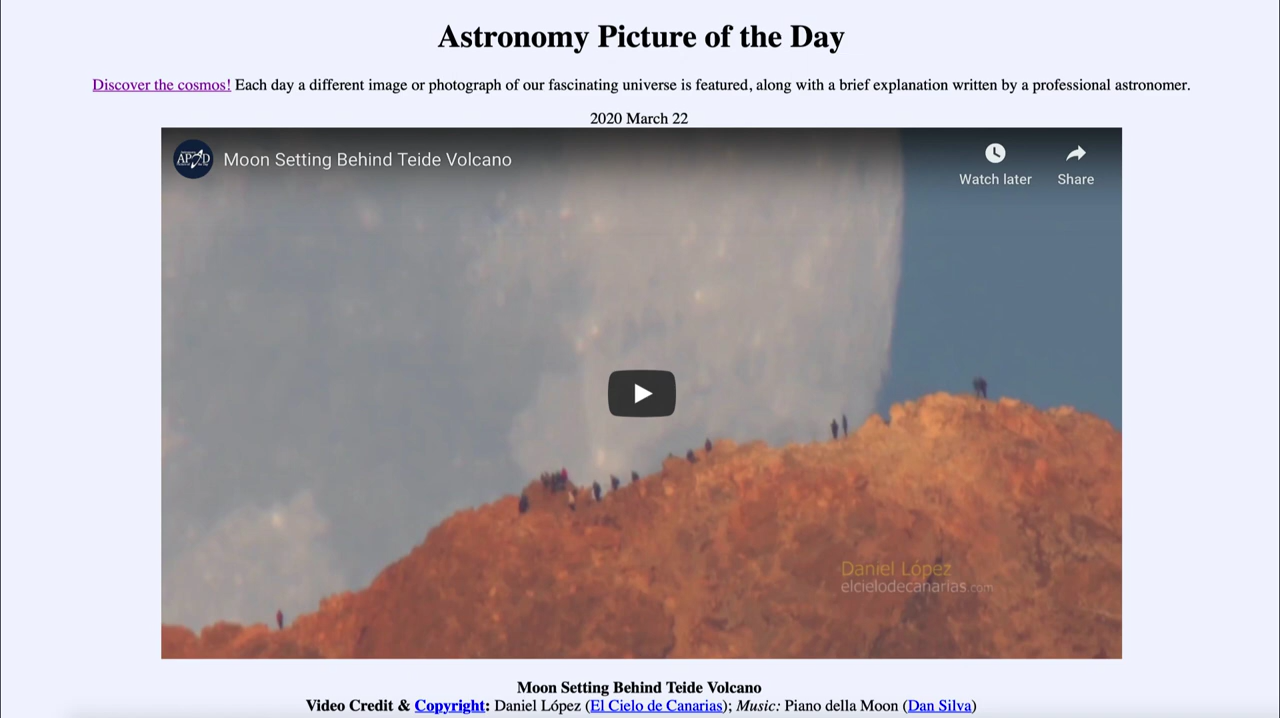 Astronomy Picture of the Day
Discover the cosmos! Each day a different image or photograph of our fascinating universe is featured, along with a brief explanation written by a professional astronomer.
2020 March 22
APOD
Moon Setting Behind Teide Volcano
Watch later
Share
Daniel López
elcielodecanarias.com
Moon Setting Behind Teide Volcano
Video Credit & Copyright: Daniel López (El Cielo de Canarias); Music: Piano della Moon (Dan Silva)